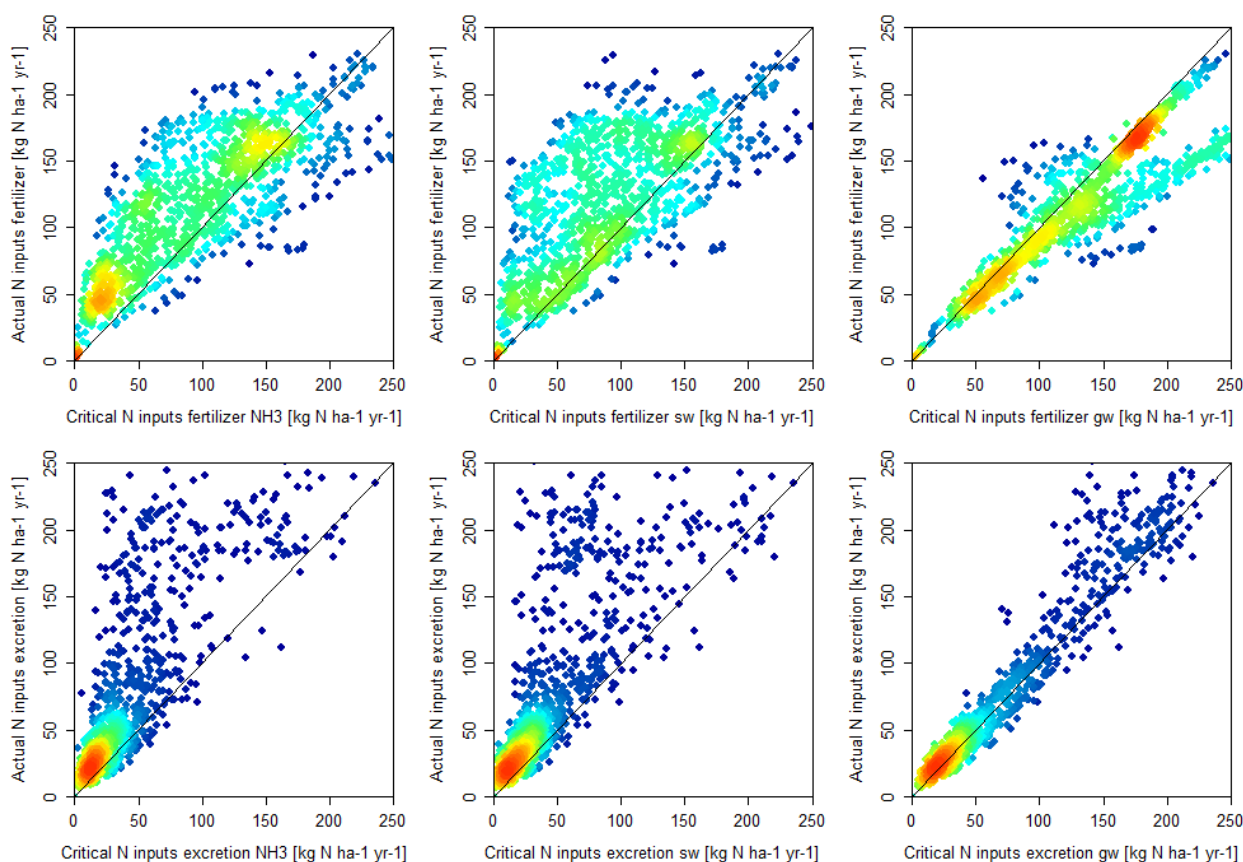 Actual N inputs fertilizer [kg N ha-1 yr-1]
250
200
150
100
50
0
0 50 100 150 200 250
Critical N inputs fertilizer NH3 [kg N ha-1 yr-1]
Actual N inputs fertilizer [kg N ha-1 yr-1]
250
200
150
100
50
0
0 50 100 150 200 250
Critical N inputs fertilizer sw [kg N ha-1 yr-1]
Actual N inputs fertilizer [kg N ha-1 yr-1]
250
200
150
100
50
0
0 50 100 150 200 250
Critical N inputs fertilizer gw [kg N ha-1 yr-1]
Actual N inputs excretion [kg N ha-1 yr-1]
250
200
150
100
50
0
0 50 100 150 200 250
Critical N inputs excretion NH3 [kg N ha-1 yr-1]
Actual N inputs excretion [kg N ha-1 yr-1]
250
200
150
100
50
0
0 50 100 150 200 250
Critical N inputs excretion sw [kg N ha-1 yr-1]
Actual N inputs excretion [kg N ha-1 yr-1]
250
200
150
100
50
0
0 50 100 150 200 250
Critical N inputs excretion gw [kg N ha-1 yr-1]